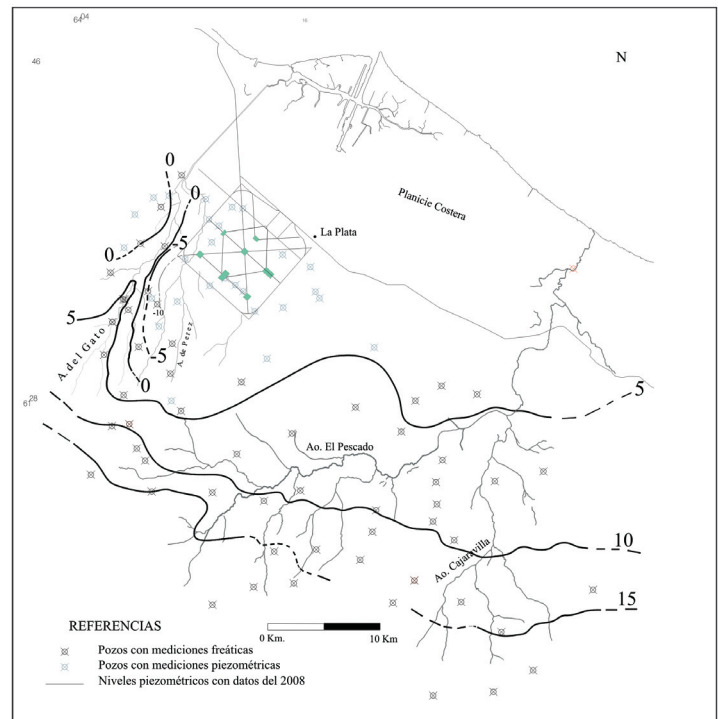 64
04
46
N
0
Planicie Costera
0
La Plata
-5
0
-10
5
A. del Gato
A. de Perez
-5
0
5
28
61
Ao. El Pescado
10
Ao. Cajaravilla
15
REFERENCIAS
0 Km.
10 Km
Pozos con mediciones freáticas
Pozos con mediciones piezométricas
Niveles piezométricos con datos del 2008